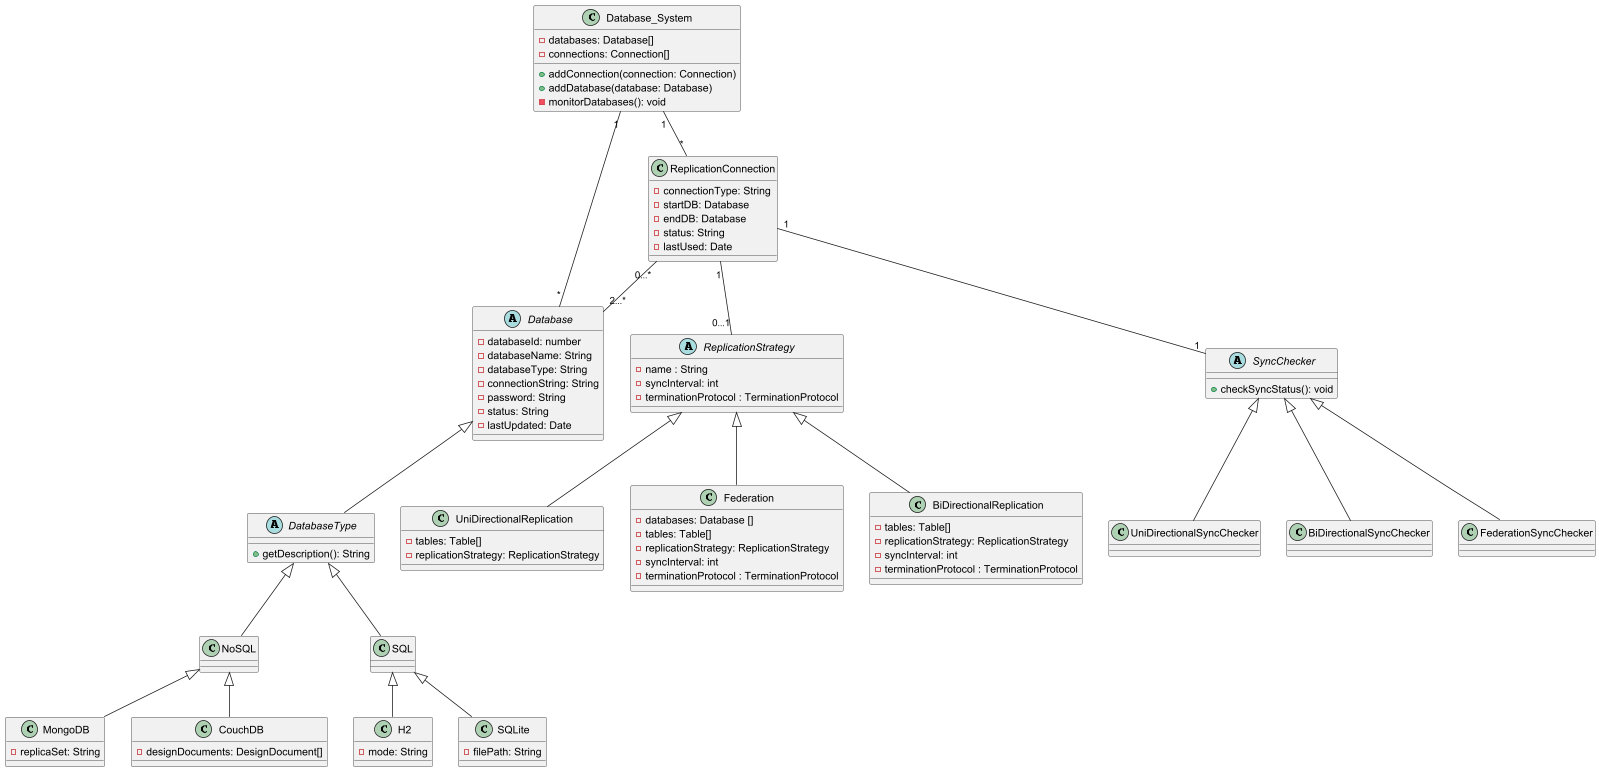 C Database_System
databases: Database[]
connections: Connection[]
addConnection(connection: Connection)
addDatabase(database: Database)
monitorDatabases(): void
1
1
*
C ReplicationConnection
connectionType: String
startDB: Database
endDB: Database
status: String
lastUsed: Date
1
0...*
1
*
2...*
0...1
1
A Database
databaseId: number
databaseName: String
databaseType: String
connectionString: String
password: String
status: String
lastUpdated: Date
A ReplicationStrategy
name : String
syncInterval: int
terminationProtocol : TerminationProtocol
A SyncChecker
checkSyncStatus(): void
A DatabaseType
getDescription(): String
C UniDirectionalReplication
tables: Table[]
replicationStrategy: ReplicationStrategy
C Federation
databases: Database []
tables: Table[]
replicationStrategy: ReplicationStrategy
syncInterval: int
terminationProtocol : TerminationProtocol
C BiDirectionalReplication
tables: Table[]
replicationStrategy: ReplicationStrategy
syncInterval: int
terminationProtocol : TerminationProtocol
C UniDirectionalSyncChecker
C BiDirectionalSyncChecker
C FederationSyncChecker
C NoSQL
C SQL
C MongoDB
replicaSet: String
C CouchDB
designDocuments: DesignDocument[]
C H2
mode: String
C SQLite
filePath: String